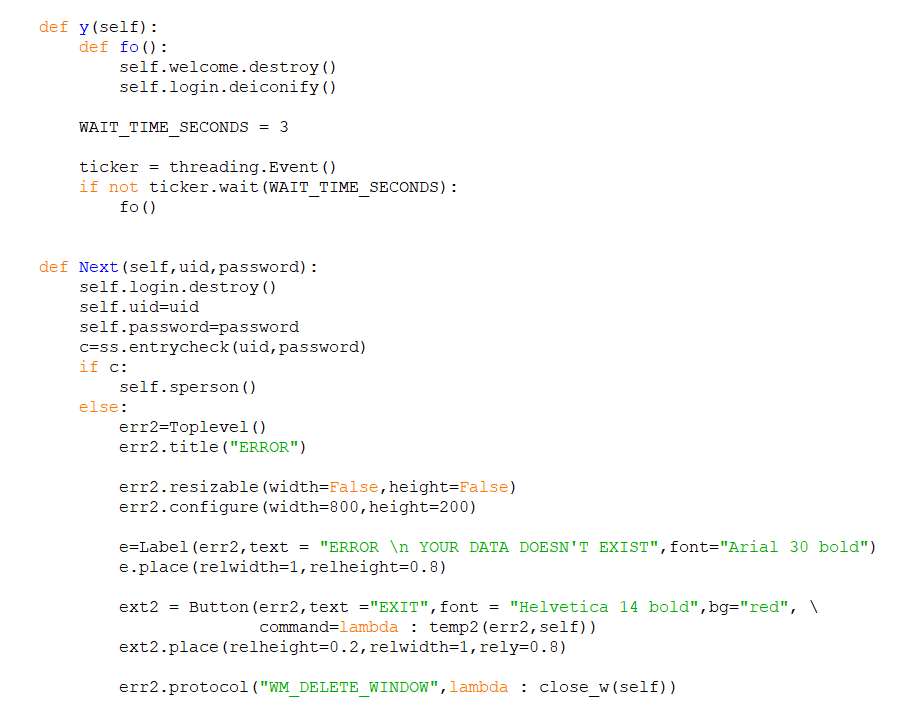 def y(self):
    def fo():
        self.welcome.destroy()
        self.login.deiconify()

    WAIT_TIME_SECONDS = 3

    ticker = threading.Event()
    if not ticker.wait(WAIT_TIME_SECONDS):
        fo()


def Next(self,uid,password):
    self.login.destroy()
    self.uid=uid
    self.password=password
    c=ss.entrycheck(uid,password)
    if c:
        self.sperson()
    else:
        err2=Toplevel()
        err2.title("ERROR")

        err2.resizable(width=False,height=False)
        err2.configure(width=800,height=200)

        e=Label(err2,text = "ERROR \n YOUR DATA DOESN'T EXIST",font="Arial 30 bold")
        e.place(relwidth=1,relheight=0.8)

        ext2 = Button(err2,text ="EXIT",font = "Helvetica 14 bold",bg="red", \
                      command=lambda : temp2(err2,self))
        ext2.place(relheight=0.2,relwidth=1,rely=0.8)

        err2.protocol("WM_DELETE_WINDOW",lambda : close_w(self))